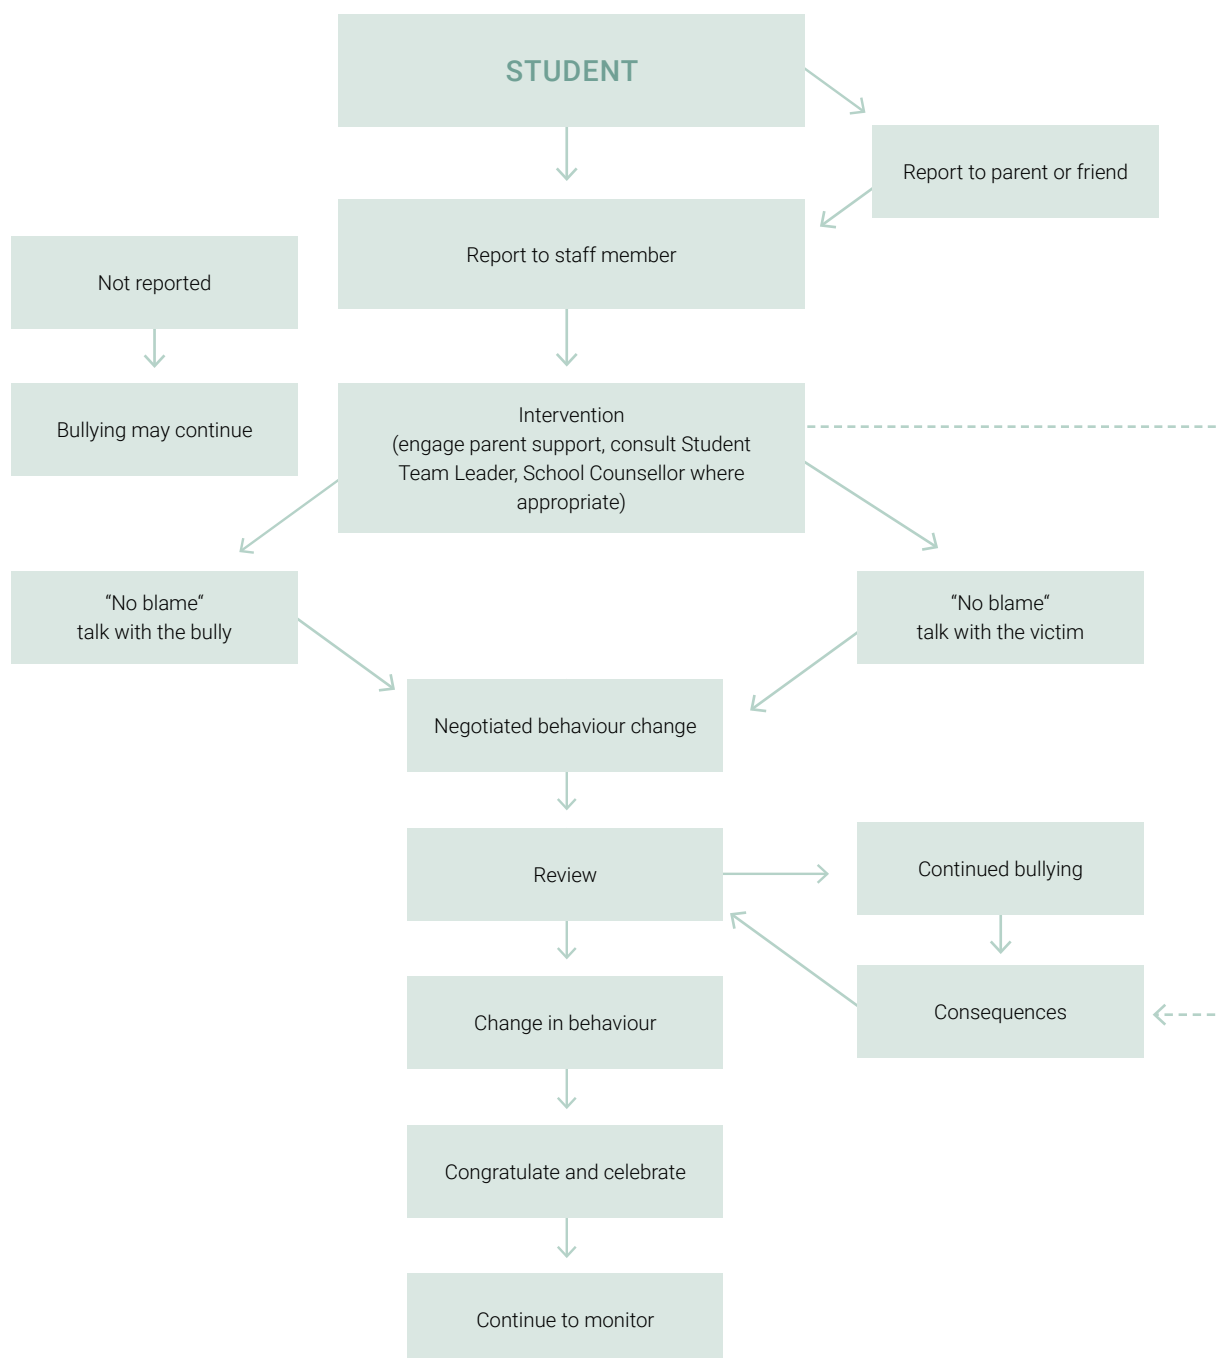 STUDENT
Report to parent or friend
Report to staff member
Not reported
Bullying may continue
Intervention
(engage parent support, consult Student
Team Leader, School Counsellor where
appropriate)
“No blame“
talk with the bully
“No blame“
talk with the victim
Negotiated behaviour change
Review
Continued bullying
Consequences
Change in behaviour
Congratulate and celebrate
Continue to monitor